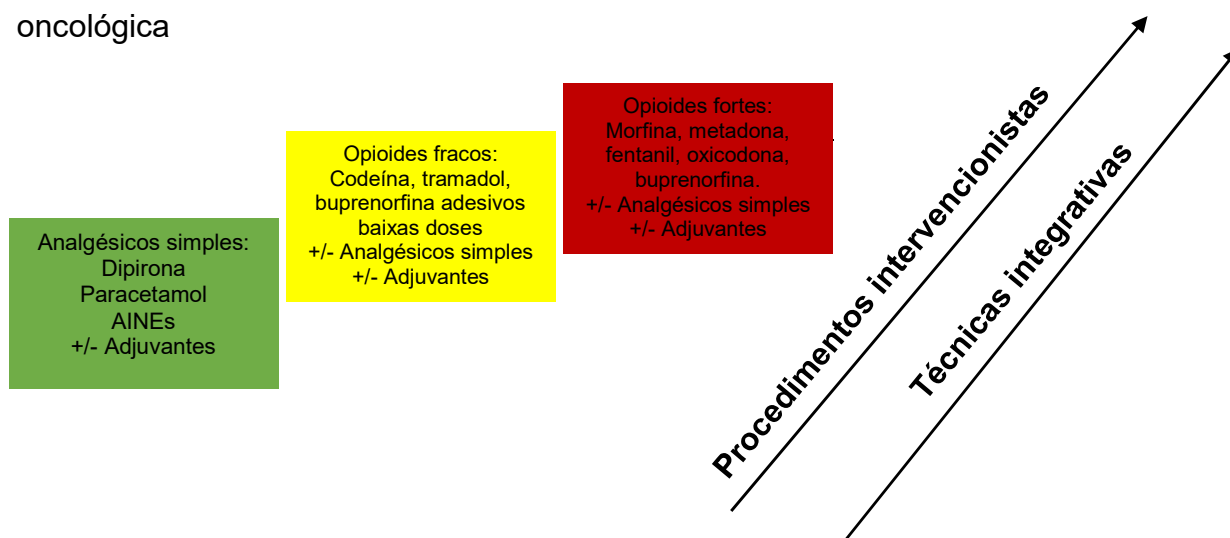 oncológica
Analgésicos simples:
Dipirona
Paracetamol
AINEs
+/- Adjuvantes
Opioides fracos:
Codeína, tramadol,
buprenorfina adesivos
baixas doses
+/- Analgésicos simples
+/- Adjuvantes
Opioides fortes:
Morfina, metadona,
fentanil, oxicodona,
buprenorfina.
+/- Analgésicos simples
+/- Adjuvantes
Procedimentos intervencionistas
Técnicas integrativas